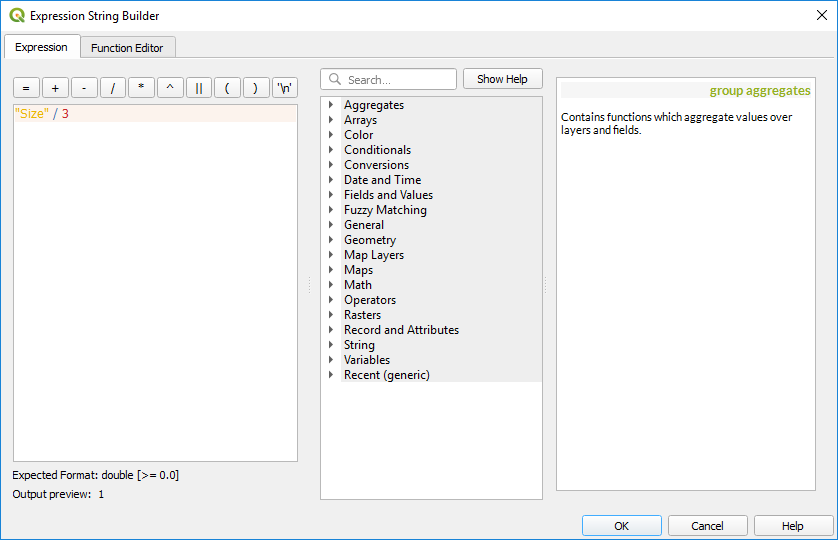 Expression String Builder
Expression
Function Editor
= + - / * ^ || ( ) '\n'
"Size" / 3
Expected Format: double [>= 0.0]
Output preview: 1
Search...
Show Help
Aggregates
Arrays
Color
Conditionals
Conversions
Date and Time
Fields and Values
Fuzzy Matching
General
Geometry
Map Layers
Maps
Math
Operators
Rasters
Record and Attributes
String
Variables
Recent (generic)
group aggregates
Contains functions which aggregate values over
layers and fields.
OK
Cancel
Help